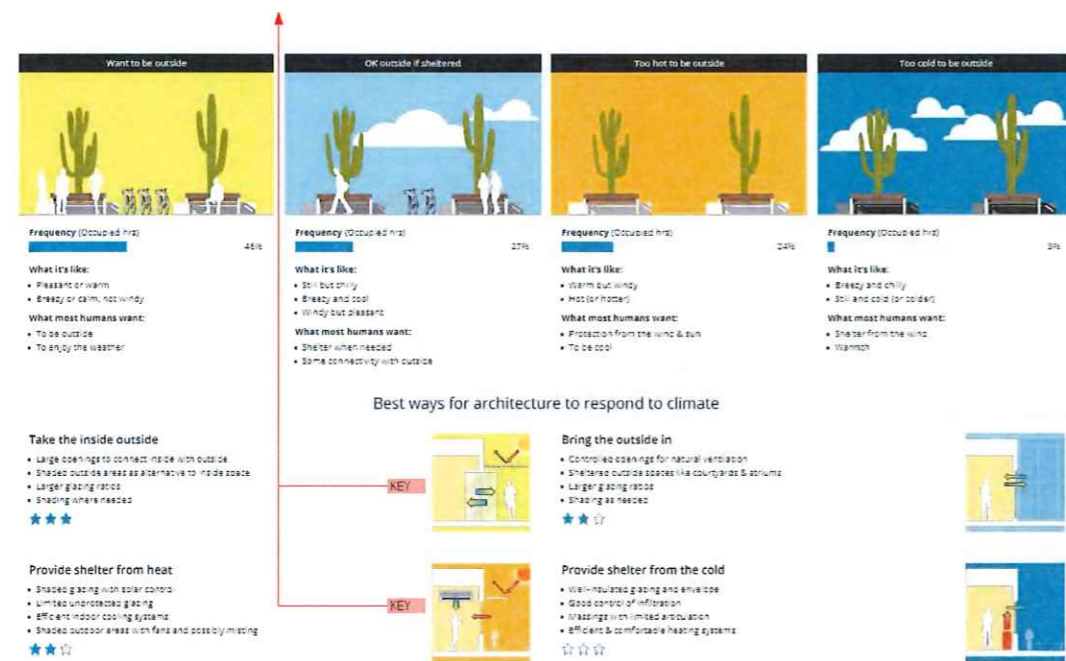 Want to be outside
Frequency (Occupied hrs)
46%
What it's like:
• Pleasant or warm
• Breezy or calm, not windy
What most humans want:
• To be outside
• To enjoy the weather
OK outside if sheltered
Frequency (Occupied hrs)
27%
What it's like:
• Still but chilly
• Breezy and cool
• Windy but pleasant
What most humans want:
• Shelter when needed
• Some connectivity with outside
Too hot to be outside
Frequency (Occupied hrs)
24%
What it's like:
• Warm but windy
• Hot (or hotter)
What most humans want:
• Protection from the wind & sun
• To be cool
Too cold to be outside
Frequency (Occupied hrs)
3%
What it's like:
• Breezy and chilly
• Still and cold (or colder)
What most humans want:
• Shelter from the wind
• Warmth
Best ways for architecture to respond to climate
Take the inside outside
• Large openings to connect inside with outside
• Shaded outside areas as alternative to inside space
• Larger glazing ratios
• Shading where needed
KEY
Bring the outside in
• Controlled openings for natural ventilation
• Sheltered outside spaces like courtyards & atriums
• Larger glazing ratios
• Shading as needed
Provide shelter from heat
• Shaded glazing with solar control
• Limited unprotected glazing
• Efficient indoor cooling systems
• Shaded outdoor areas with fans and possibly misting
KEY
Provide shelter from the cold
• Well-insulated glazing and envelope
• Good control of infiltration
• Massings with limited articulation
• Efficient & comfortable heating systems